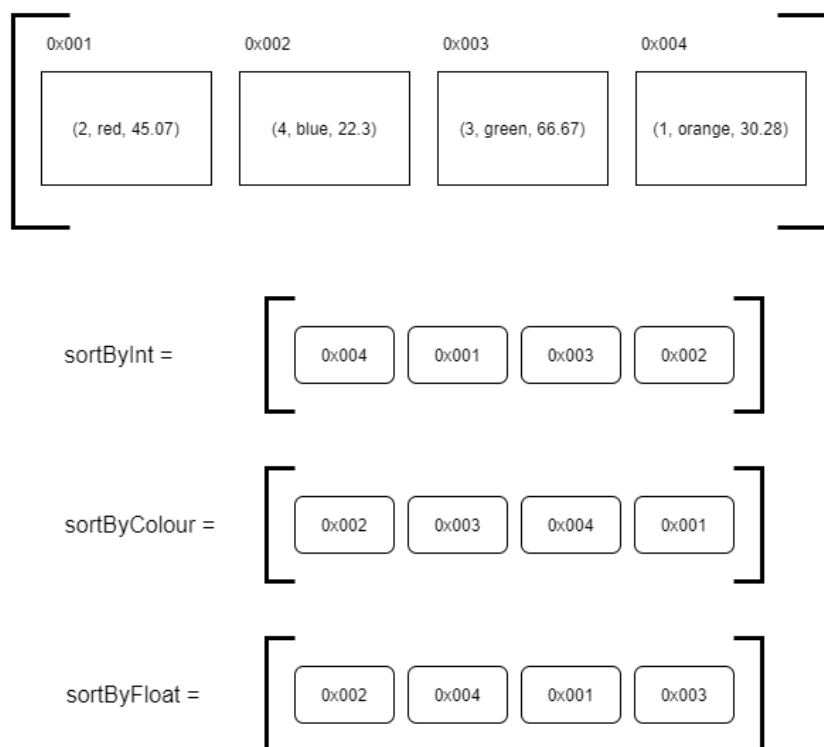 0x001 0x002 0x003 0x004
(2, red, 45.07) (4, blue, 22.3) (3, green, 66.67) (1, orange, 30.28)
sortByInt = 0x004 0x001 0x003 0x002
sortByColour = 0x002 0x003 0x004 0x001
sortByFloat = 0x002 0x004 0x001 0x003